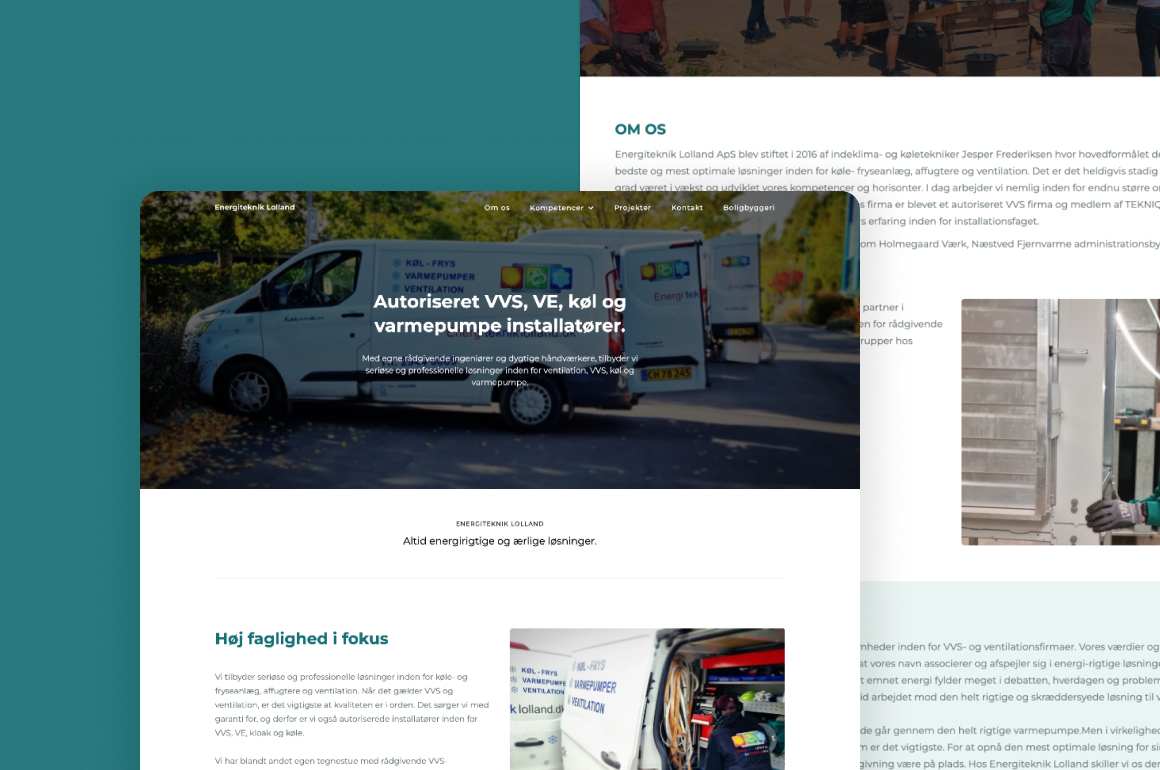 OM OS
Energiteknik Lolland ApS blev stiftet i 2016 af indeklima- og køletekniker Jesper Frederiksen hvor hovedformålet
bedste og mest optimale løsninger inden for køle- fryseanlæg, affugtere og ventilation. Det er det heldigvis stadig
grad været i vækst og udviklet vores kompetencer og horisonter. I dag arbejder vi nemlig inden for endnu større
firma er blevet et autoriseret VVS firma og medlem af TEKNIQ
erfaring inden for installationsfaget.
om Holmegaard Værk, Næstved Fjernvarme
partner i
en for rådgivende
rupper hos
Energiteknik Lolland
Om os Kompetencer Projekter Kontakt Boligbyggeri
KØL - FRYS
VARMEPUMPER
VENTILATION
Autoriseret VVS, VE, køl og
varmepumpe installatører.
Med egne rådgivende ingeniører og dygtige håndværkere, tilbyder vi
seriøse og professionelle løsninger inden for ventilation, VVS, køl og
varmepumpe.
CH 78 245
ENERGITEKNIK LOLLAND
Altid energirigtige og ærlige løsninger.
Høj faglighed i fokus
Vi tilbyder seriøse og professionelle løsninger inden for køle- og
fryseanlæg, affugtere og ventilation. Når det gælder VVS og
ventilation, er det vigtigste at kvaliteten er i orden. Det sørger vi med
garanti for, og derfor er vi også autoriserede installatører inden for
VVS, VE, kloak og køle.
Vi har blandt andet egen tegnestue med rådgivende VVS-
KØL - FRYS
VARMEPUMPER
VENTILATION
KØL - FRYS
VARMEPUMPER
VENTILATION
k lolland.dk
mheder inden for VVS- og ventilationsfirmaer. Vores værdier og
at vores navn associerer og afspejler sig i energi-rigtige
t emnet energi fylder meget i debatten, hverdagen og
id arbejdet mod den helt rigtige og skræddersyede løsning til
de går gennem den helt rigtige varmepumpe.Men i
er det vigtigste. For at opnå den mest optimale løsning for
givning være på plads. Hos Energiteknik Lolland skiller vi os